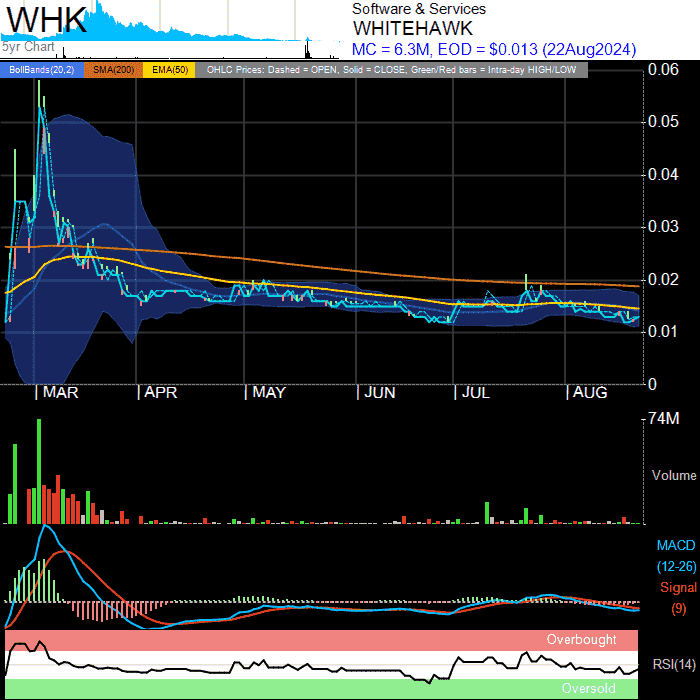 WHK
5yr Chart
Software & Services
WHITEHAWK
MC = 6.3M, EOD = $0.013 (22Aug2024)
BollBands(20,2) SMA(200) EMA(50) OHLC Prices: Dashed = OPEN, Solid = CLOSE, Green/Red bars = Intra-day HIGH/LOW
0.06
0.05
0.04
0.03
0.02
0.01
0
MAR APR MAY JUN JUL AUG
74M
Volume
MACD
(12-26)
Signal
(9)
Overbought
RSI(14)
Oversold